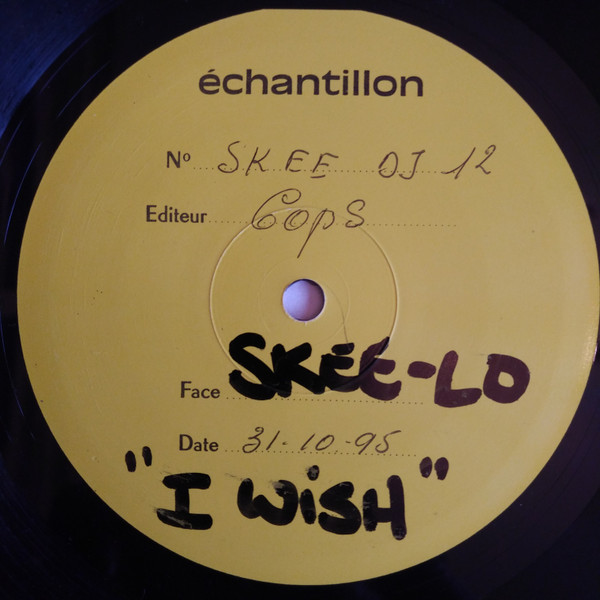 échantillon
Nº SKEE DJ 12
Editeur Cops
Face SKEE-LO
Date 31-10-95
"I WiSH"